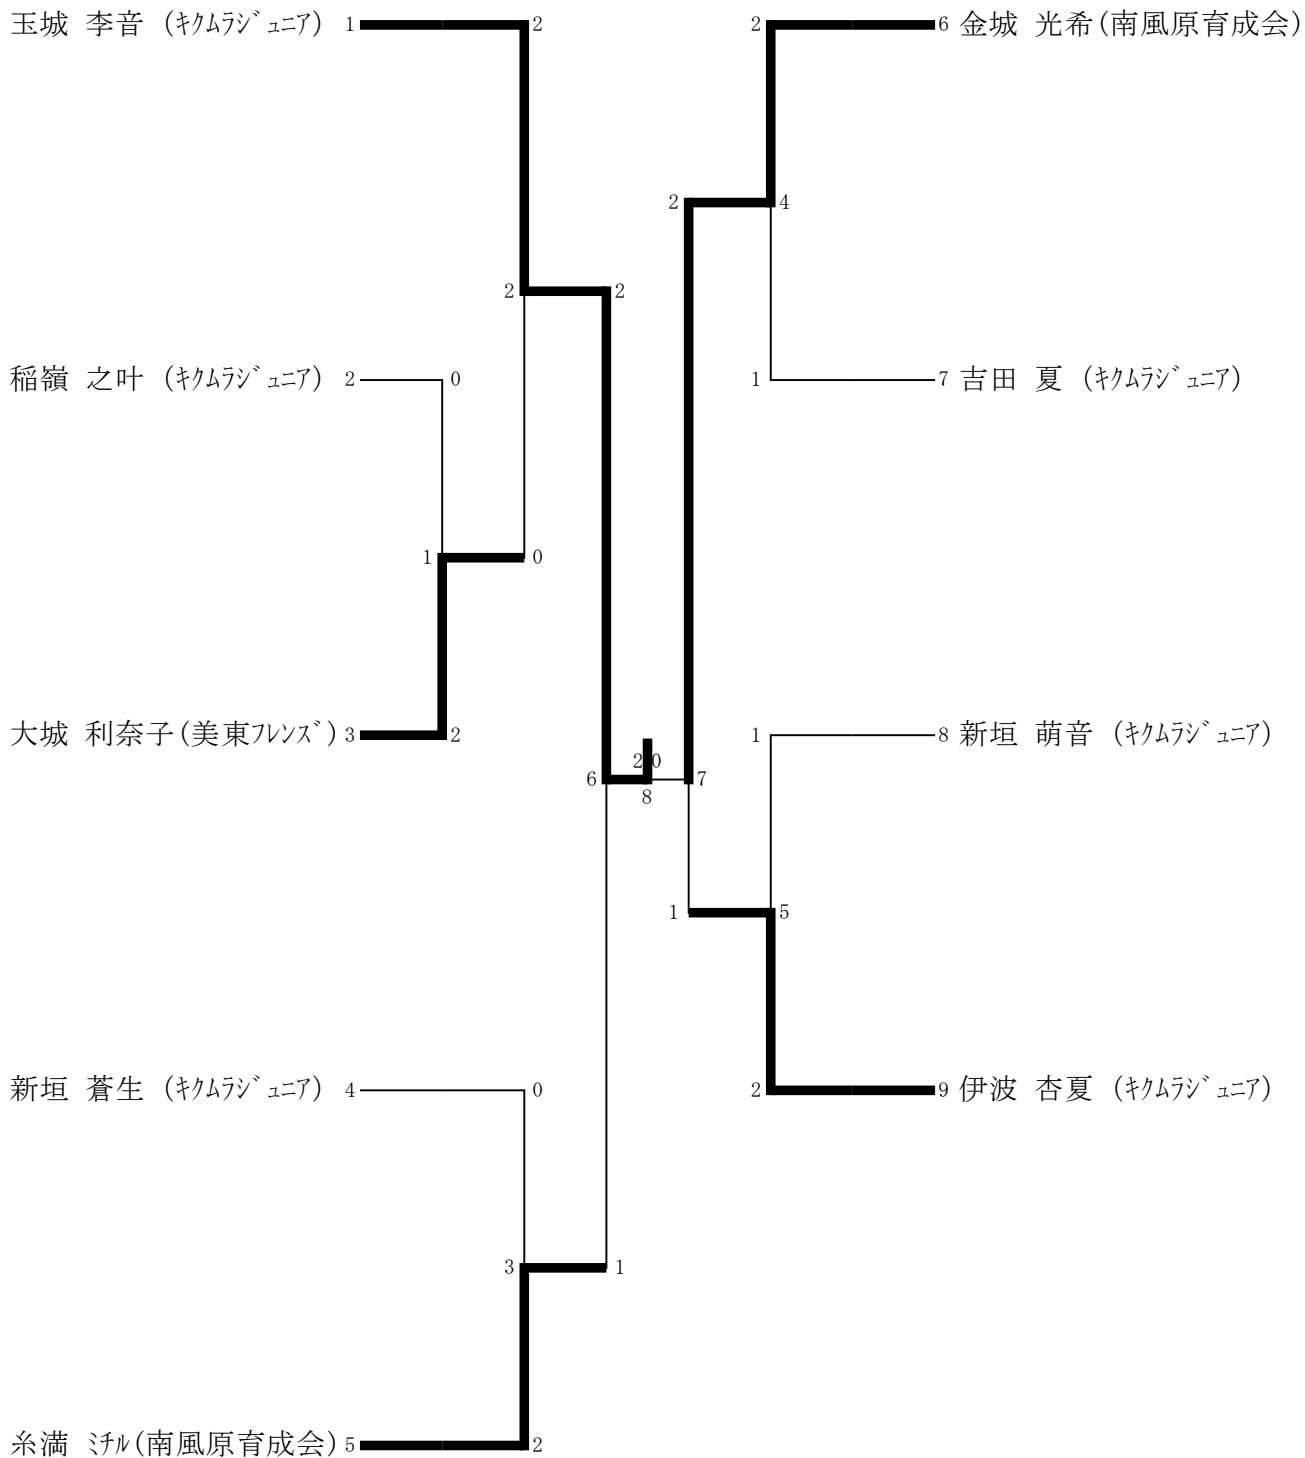 玉城 李音 (ｷｸﾑﾗｼﾞｭﾆｱ) 1
2
2
6 金城 光希(南風原育成会)
2
4
2
2
稲嶺 之叶 (ｷｸﾑﾗｼﾞｭﾆｱ) 2
0
1
7 吉田 夏 (ｷｸﾑﾗｼﾞｭﾆｱ)
1
0
大城 利奈子(美東ﾌﾚﾝｽﾞ) 3
2
1
8 新垣 萌音 (ｷｸﾑﾗｼﾞｭﾆｱ)
2 0
6
7
8
1
5
新垣 蒼生 (ｷｸﾑﾗｼﾞｭﾆｱ) 4
0
2
9 伊波 杏夏 (ｷｸﾑﾗｼﾞｭﾆｱ)
3
1
糸満 ﾐﾁﾙ(南風原育成会) 5
2